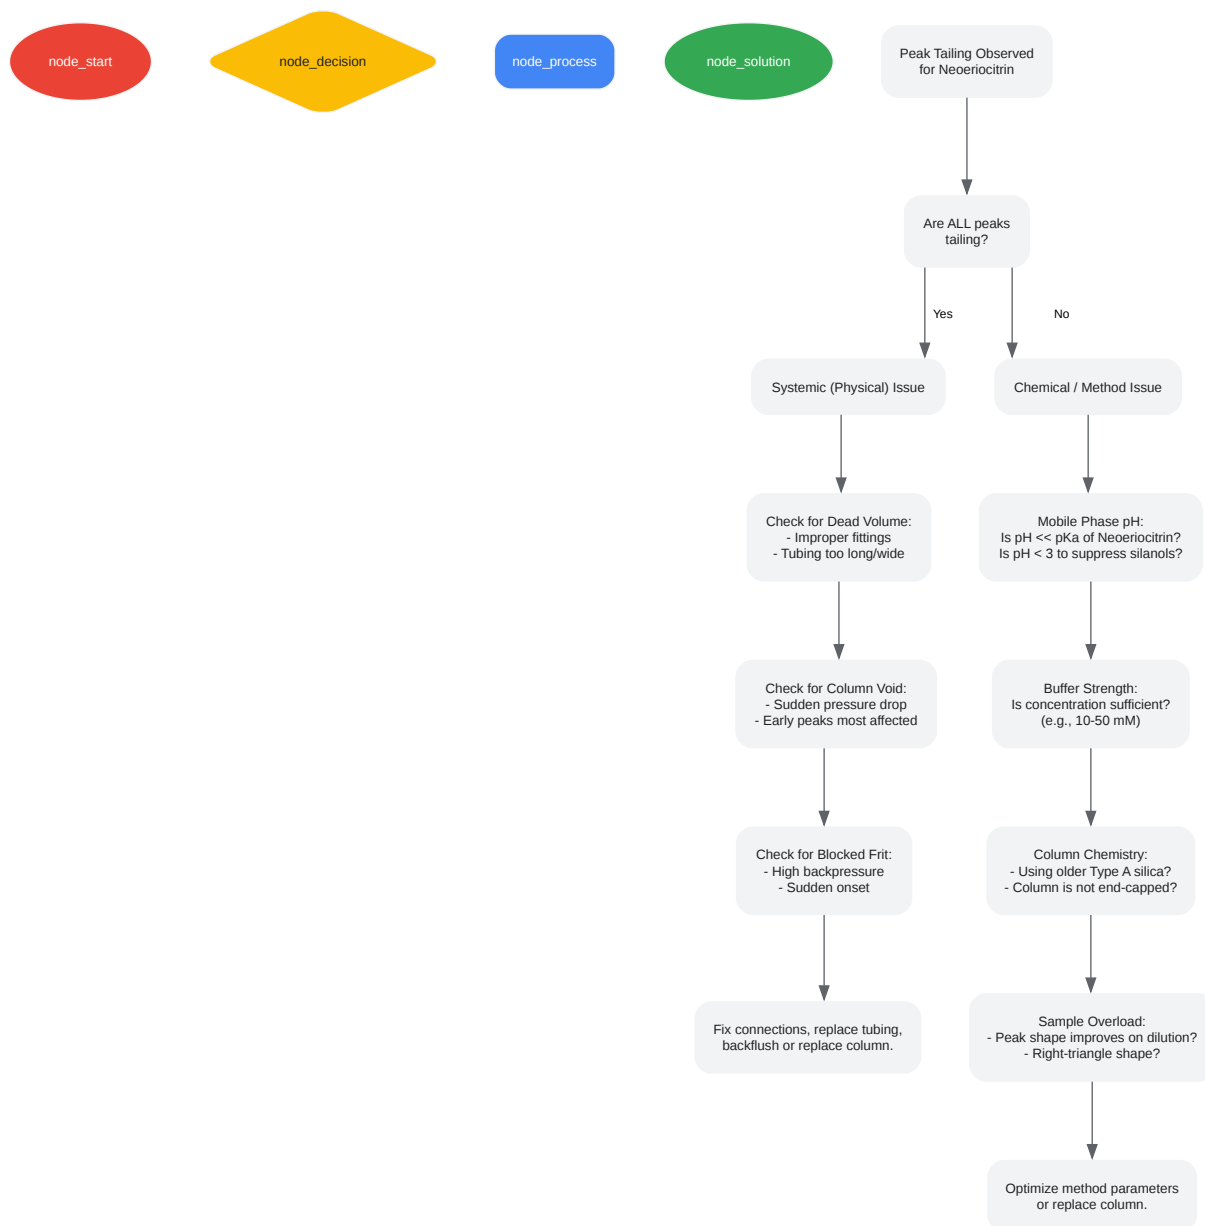 node_start
node_decision
node_process
node_solution
Peak Tailing Observed
for Neoeriocitrin
Are ALL peaks
tailing?
Yes
No
Systemic (Physical) Issue
Chemical / Method Issue
Check for Dead Volume:
- Improper fittings
- Tubing too long/wide
Mobile Phase pH:
Is pH << pKa of Neoeriocitrin?
Is pH < 3 to suppress silanols?
Check for Column Void:
- Sudden pressure drop
- Early peaks most affected
Buffer Strength:
Is concentration sufficient?
(e.g., 10-50 mM)
Check for Blocked Frit:
- High backpressure
- Sudden onset
Column Chemistry:
- Using older Type A silica?
- Column is not end-capped?
Fix connections, replace tubing,
backflush or replace column.
Sample Overload:
- Peak shape improves on dilution?
- Right-triangle shape?
Optimize method parameters
or replace column.